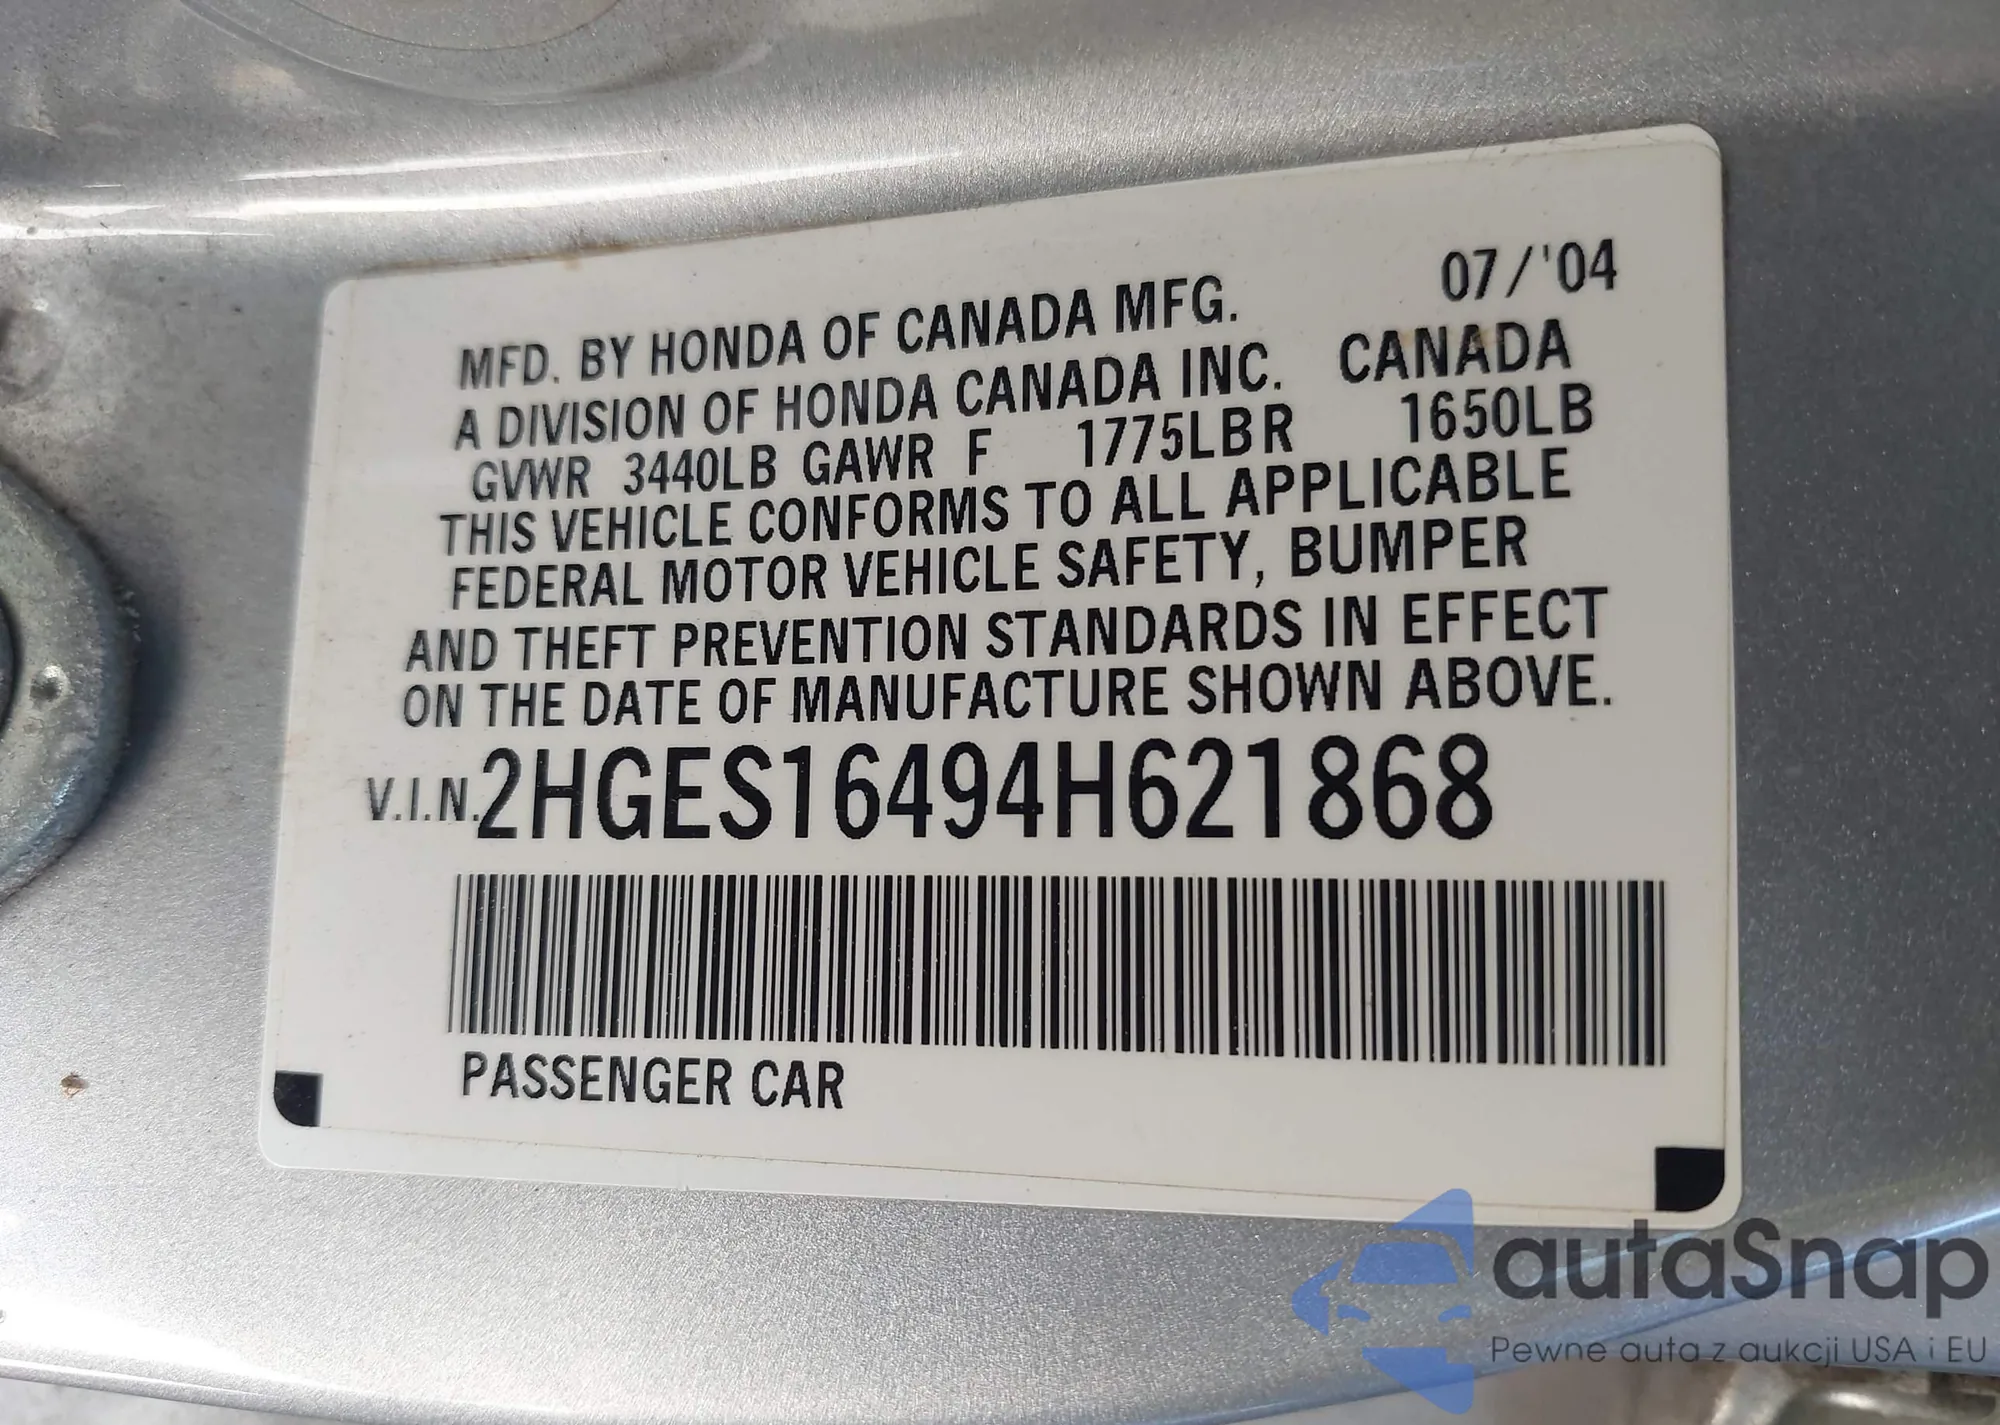 07/'04
MFD. BY HONDA OF CANADA MFG.
A DIVISION OF HONDA CANADA INC. CANADA
GVWR 3440LB GAWR F 1775LBR 1650LB
THIS VEHICLE CONFORMS TO ALL APPLICABLE
FEDERAL MOTOR VEHICLE SAFETY, BUMPER
AND THEFT PREVENTION STANDARDS IN EFFECT
ON THE DATE OF MANUFACTURE SHOWN ABOVE.
V.I.N. 2HGES16494H621868
PASSENGER CAR
autaSnap
Pewne auta z aukcji USA i EU